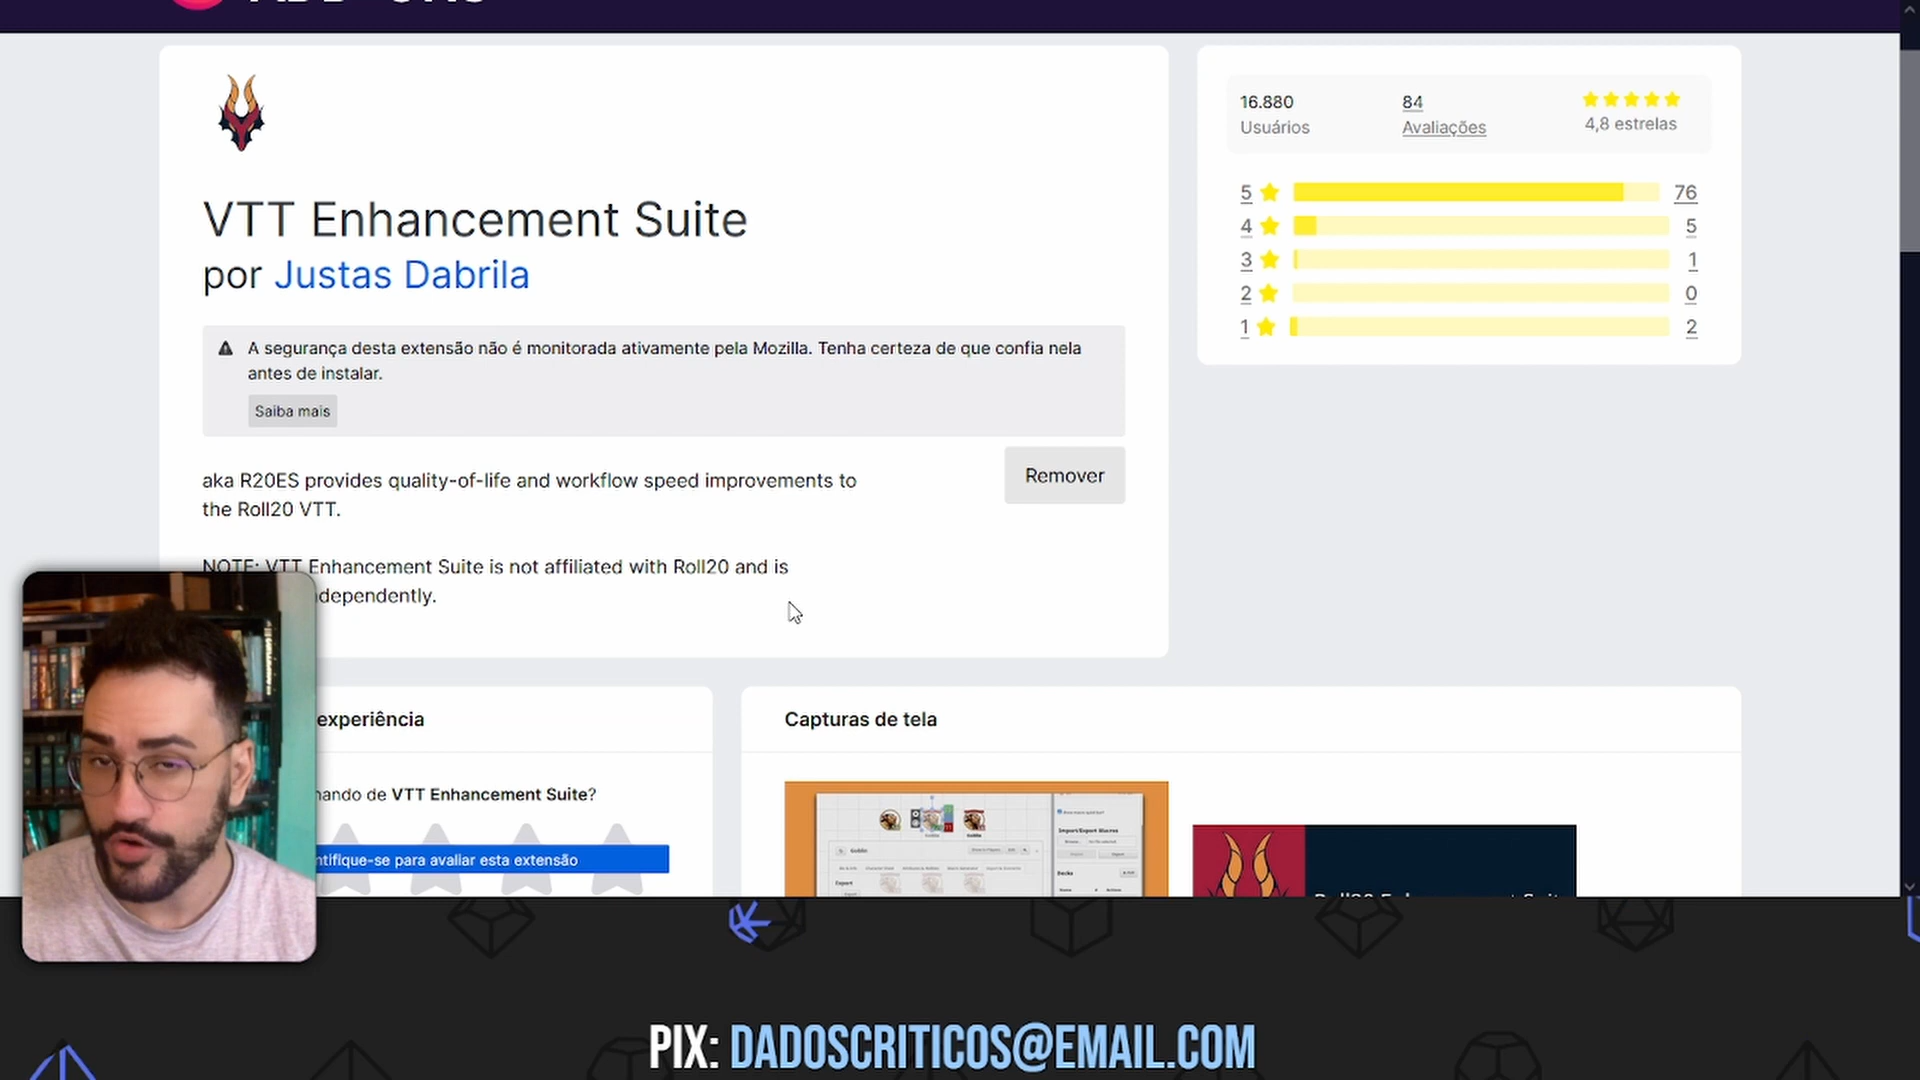 VTT Enhancement Suite
por Justas Dabrila
A segurança desta extensão não é monitorada ativamente pela Mozilla. Tenha certeza de que confia nela
antes de instalar.
Saiba mais
aka R20ES provides quality-of-life and workflow speed improvements to
the Roll20 VTT.
Remover
NOTE: VTT Enhancement Suite is not affiliated with Roll20 and is
dependently.
16.880
Usuários
84
Avaliações
4,8 estrelas
5 76
4 5
3 1
2 0
1 2
experiência
de VTT Enhancement Suite?
para avaliar esta extensão
Capturas de tela
PIX: DADOSCRITICOS@EMAIL.COM